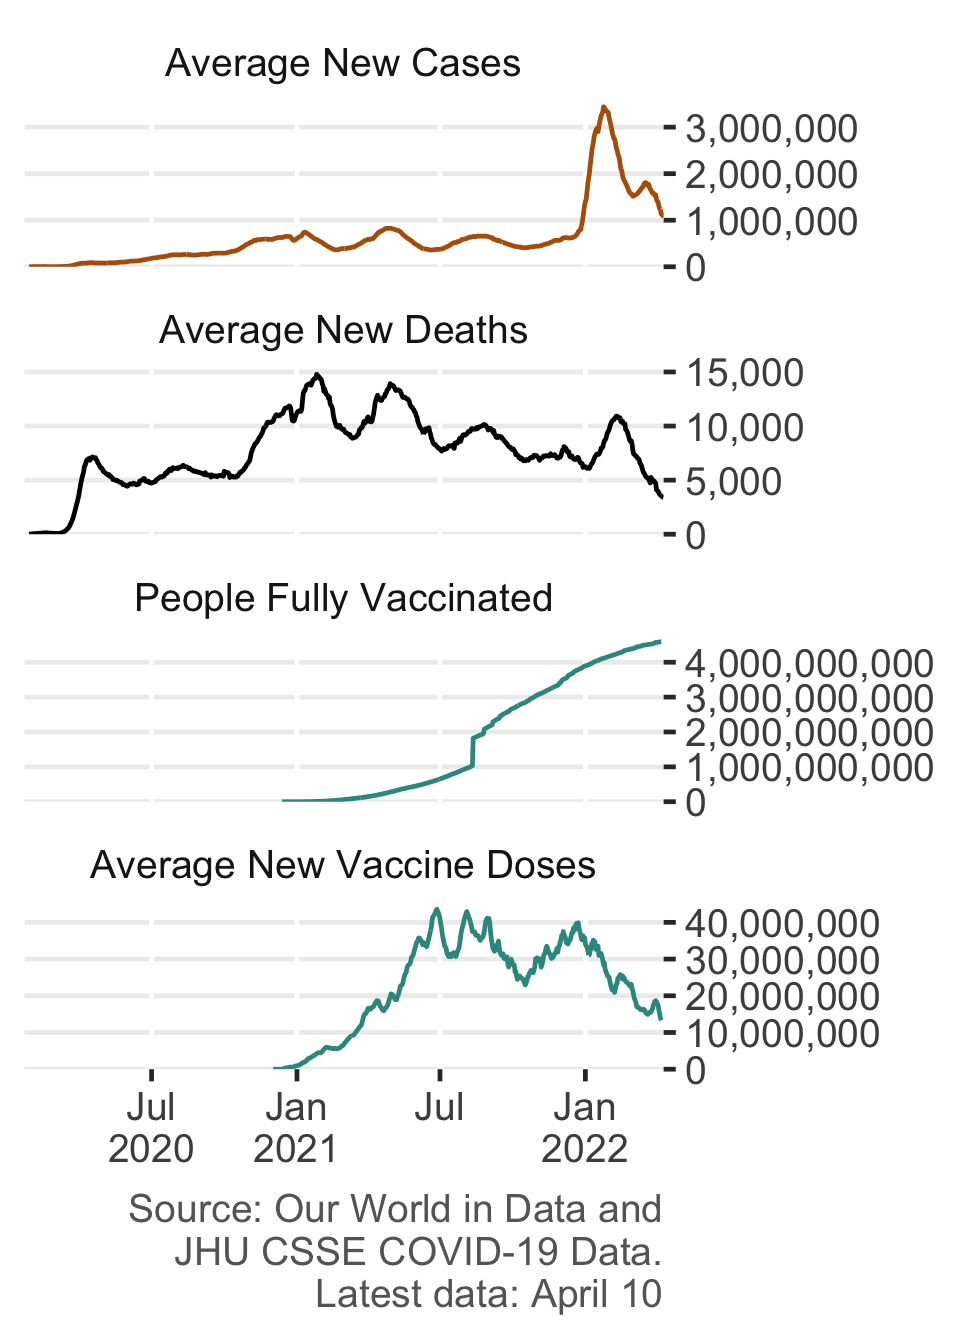 Average New Cases
3,000,000
2,000,000
1,000,000
0
Average New Deaths
15,000
10,000
5,000
0
People Fully Vaccinated
4,000,000,000
3,000,000,000
2,000,000,000
1,000,000,000
0
Average New Vaccine Doses
40,000,000
30,000,000
20,000,000
10,000,000
0
Jul Jan Jul Jan
2020 2021 2022
Source: Our World in Data and
JHU CSSE COVID-19 Data.
Latest data: April 10